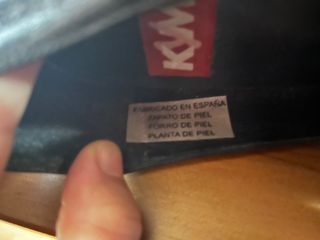 FABRICADO EN ESPAÑA
ZAPATO DE PIEL
FORRO DE PIEL
PLANTA DE PIEL